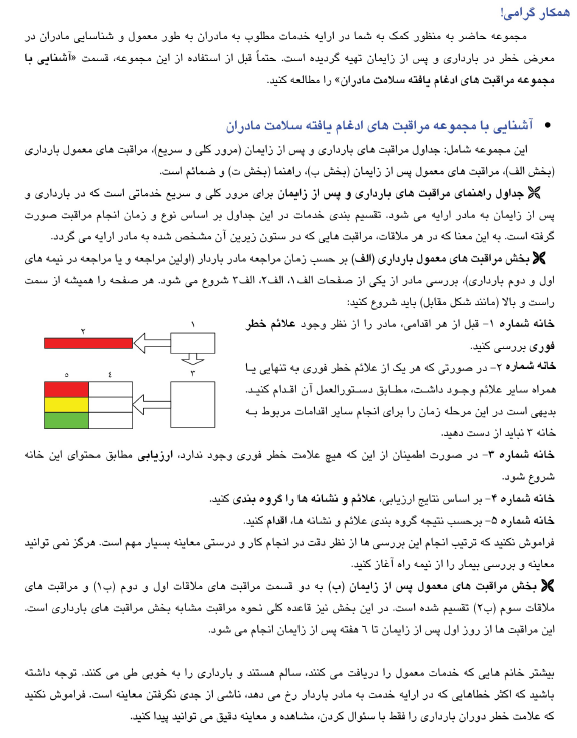 همکار گرامی!
مجموعه حاضر به منظور کمک به شما در ارایه خدمات مطلوب به مادران به طور معمول و شناسایی مادران در
معرض خطر در بارداری و پس از زایمان تهیه گردیده است. حتماً قبل از استفاده از این مجموعه، قسمت «آشنایی با
مجموعه مراقبت های ادغام یافته سلامت مادران» را مطالعه کنید.
• آشنایی با مجموعه مراقبت های ادغام یافته سلامت مادران
این مجموعه شامل: جداول مراقبت های بارداری و پس از زایمان (مرور کلی و سریع)، مراقبت های معمول بارداری
(بخش الف)، مراقبت های معمول پس از زایمان (بخش ب)، راهنما (بخش ت) و ضمائم است.
⌘ جداول راهنمای مراقبت های بارداری و پس از زایمان برای مرور کلی و سریع خدماتی است که در بارداری و
پس از زایمان به مادر ارایه می شود. تقسیم بندی خدمات در این جداول بر اساس نوع و زمان انجام مراقبت صورت
گرفته است. به این معنا که در هر ملاقات، مراقبت هایی که در ستون زیرین آن مشخص شده به مادر ارایه می گردد.
⌘ بخش مراقبت های معمول بارداری (الف) بر حسب زمان مراجعه مادر باردار (اولین مراجعه و یا مراجعه در نیمه های
اول و دوم بارداری)، بررسی مادر از یکی از صفحات الف۱، الف۲، الف۳ شروع می شود. هر صفحه را همیشه از سمت
راست و بالا (مانند شکل مقابل) باید شروع کنید:
خانه شماره ۱- قبل از هر اقدامی، مادر را از نظر وجود علائم خطر
فوری بررسی کنید.
خانه شماره ۲- در صورتی که هر یک از علائم خطر فوری به تنهایی یا
همراه سایر علائم وجود داشت، مطابق دستورالعمل آن اقدام کنید.
بدیهی است در این مرحله زمان را برای انجام سایر اقدامات مربوط به
خانه ۳ نباید از دست دهید.
۱
۲
۳
۴
۵
خانه شماره ۳- در صورت اطمینان از این که هیچ علامت خطر فوری وجود ندارد، ارزیابی مطابق محتوای این خانه
شروع شود.
خانه شماره ۴- بر اساس نتایج ارزیابی، علائم و نشانه ها را گروه بندی کنید.
خانه شماره ۵- برحسب نتیجه گروه بندی علائم و نشانه ها، اقدام کنید.
فراموش نکنید که ترتیب انجام این بررسی ها از نظر دقت در انجام کار و درستی معاینه بسیار مهم است. هرگز نمی توانید
معاینه و بررسی بیمار را از نیمه راه آغاز کنید.
⌘ بخش مراقبت های معمول پس از زایمان (ب) به دو قسمت مراقبت های ملاقات اول و دوم (ب۱) و مراقبت های
ملاقات سوم (ب۲) تقسیم شده است. در این بخش نیز قاعده کلی نحوه مراقبت مشابه بخش مراقبت های بارداری است.
این مراقبت ها از روز اول پس از زایمان تا ۶ هفته پس از زایمان انجام می شود.
بیشتر خانم هایی که خدمات معمول را دریافت می کنند، سالم هستند و بارداری را به خوبی طی می کنند. توجه داشته
باشید که اکثر خطاهایی که در ارایه خدمت به مادر باردار رخ می دهد، ناشی از جدی نگرفتن معاینه است. فراموش نکنید
که علامت خطر دوران بارداری را فقط با سئوال کردن، مشاهده و معاینه دقیق می توانید پیدا کنید.